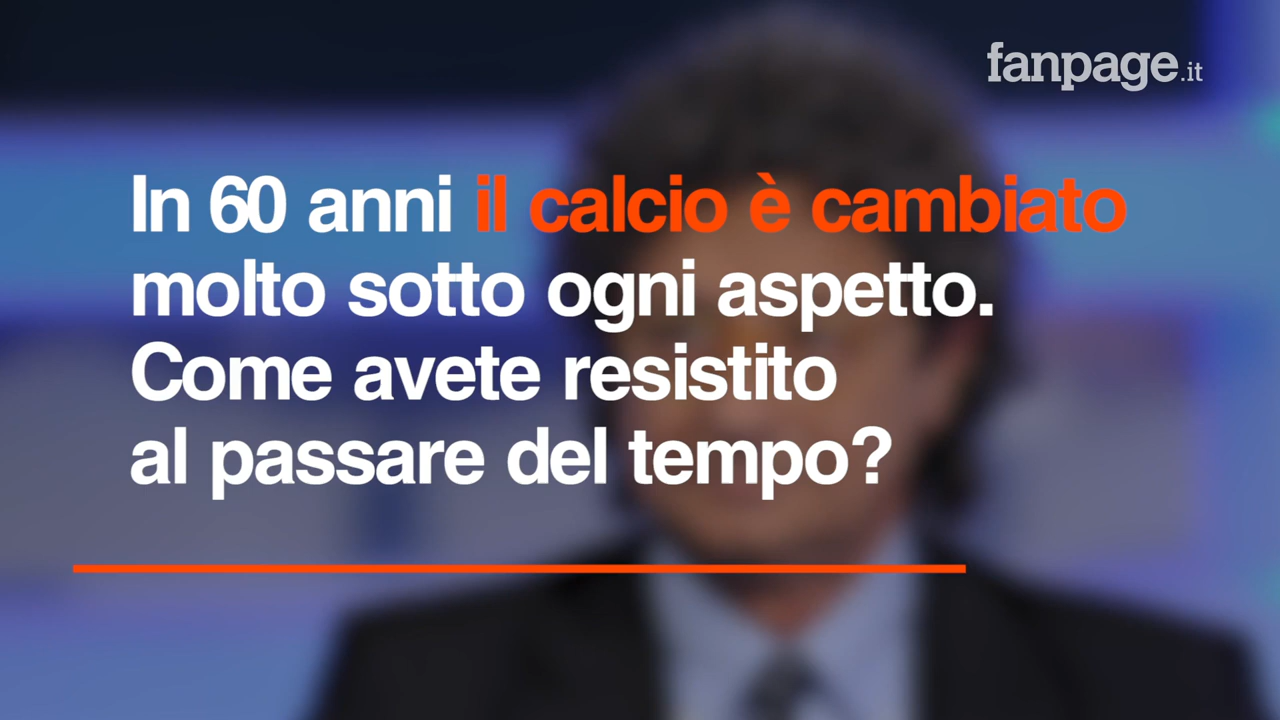 fanpage.it
In 60 anni il calcio è cambiato
molto sotto ogni aspetto.
Come avete resistito
al passare del tempo?